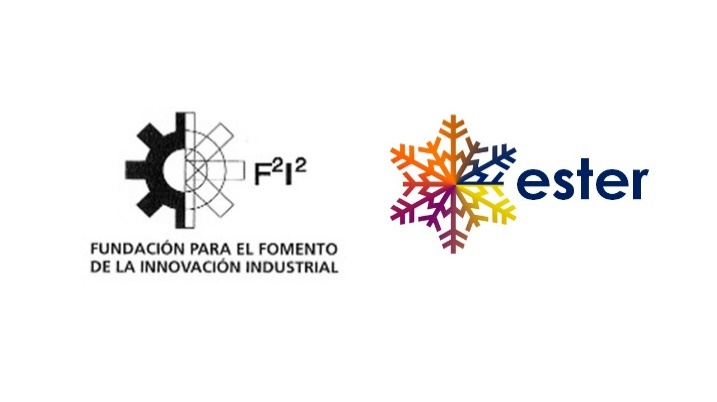 F²I²
FUNDACIÓN PARA EL FOMENTO
DE LA INNOVACIÓN INDUSTRIAL
ester